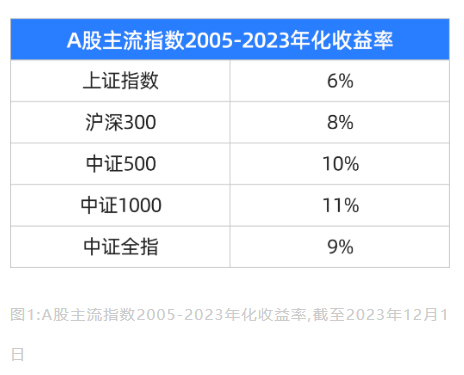 A股主流指数2005-2023年化收益率
上证指数 6%
沪深300 8%
中证500 10%
中证1000 11%
中证全指 9%
图1:A股主流指数2005-2023年化收益率,截至2023年12月1
日